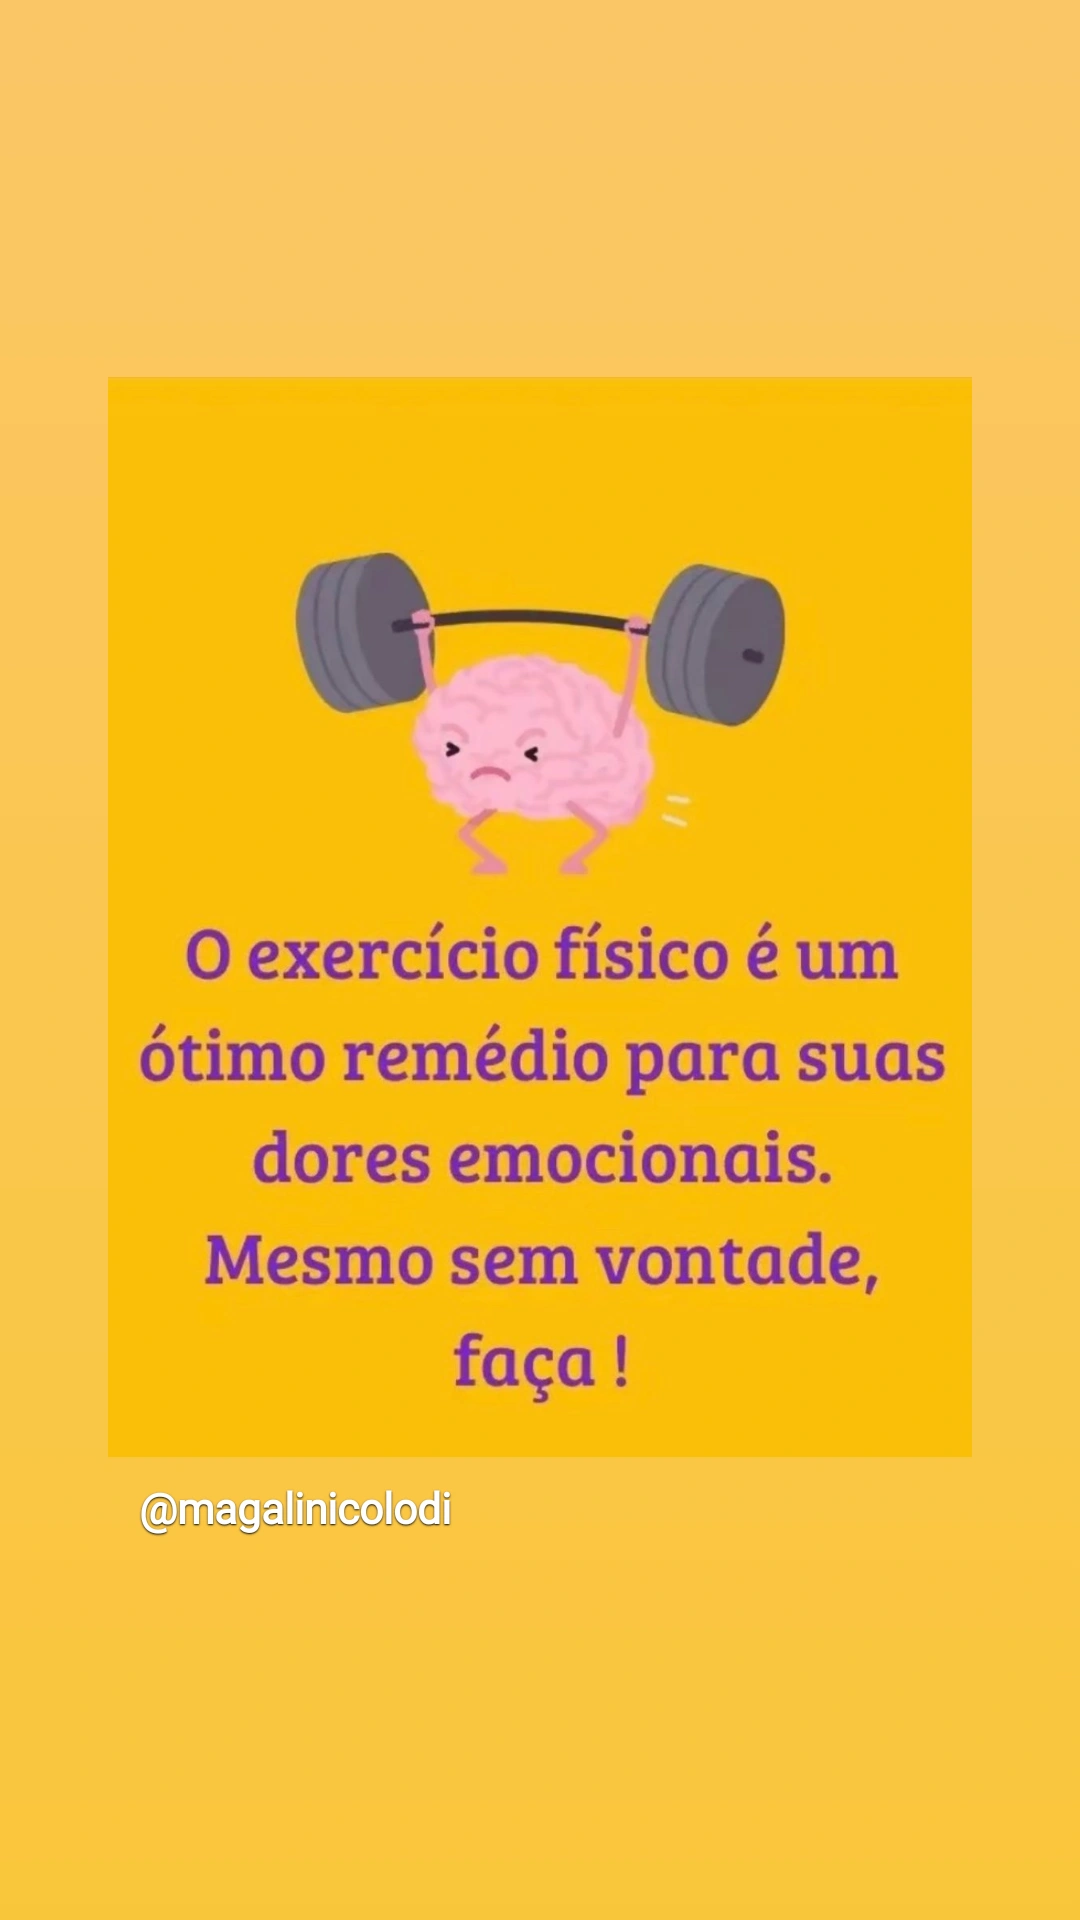 O exercício físico é um
ótimo remédio para suas
dores emocionais.
Mesmo sem vontade,
faça !
@magalinicolodi